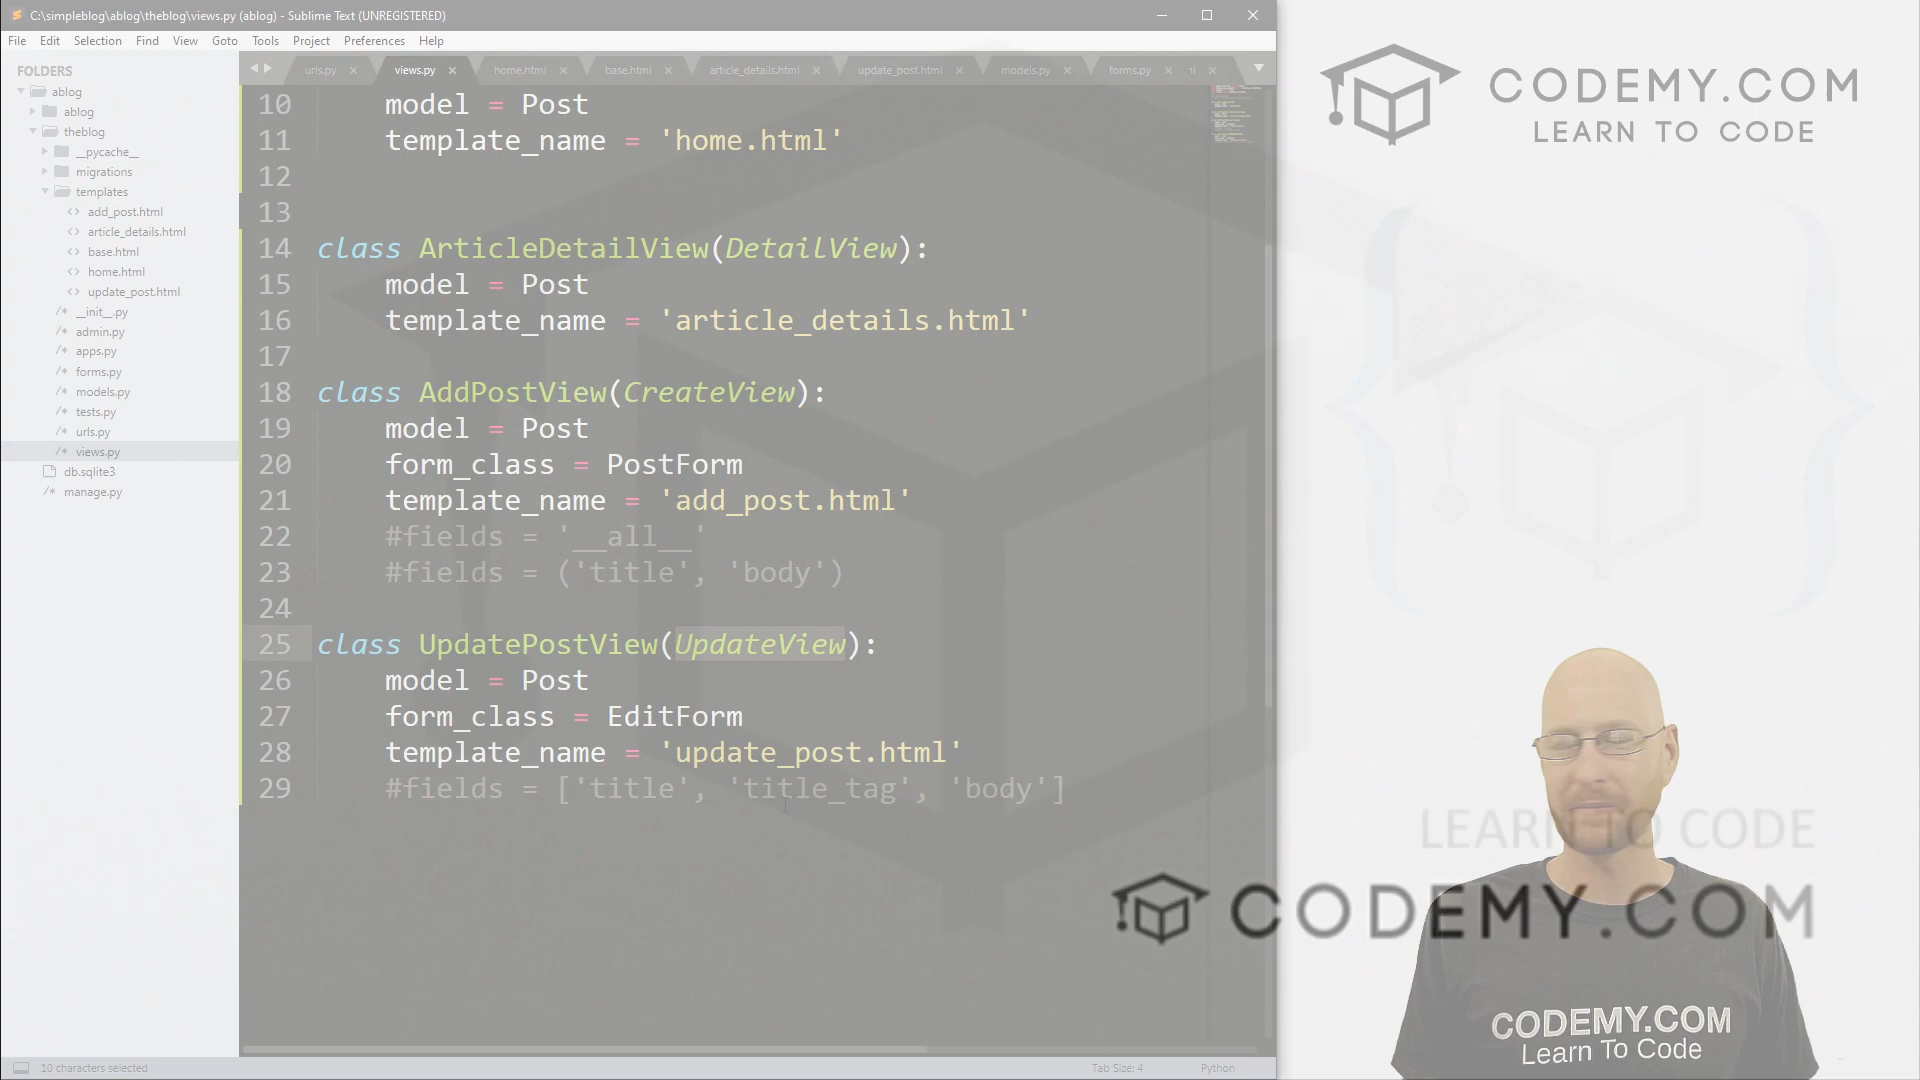 C:\simpleblog\ablog\theblog\views.py (ablog) - Sublime Text (UNREGISTERED)
File Edit Selection Find View Goto Tools Project Preferences Help
FOLDERS
ablog
ablog
theblog
__pycache__
migrations
templates
add_post.html
article_details.html
base.html
home.html
update_post.html
__init__.py
admin.py
apps.py
forms.py
models.py
tests.py
urls.py
views.py
db.sqlite3
manage.py
urls.py views.py home.html base.html article_details.html update_post.html models.py forms.py
10 model = Post
11 template_name = 'home.html'
12
13
14 class ArticleDetailView(DetailView):
15 model = Post
16 template_name = 'article_details.html'
17
18 class AddPostView(CreateView):
19 model = Post
20 form_class = PostForm
21 template_name = 'add_post.html'
22 #fields = '__all__'
23 #fields = ('title', 'body')
24
25 class UpdatePostView(UpdateView):
26 model = Post
27 form_class = EditForm
28 template_name = 'update_post.html'
29 #fields = ['title', 'title_tag', 'body']
10 characters selected
Tab Size: 4
Python
CODEMY.COM
LEARN TO CODE
LEARN TO CODE
CODEMY.COM
CODEMY.COM
Learn To Code